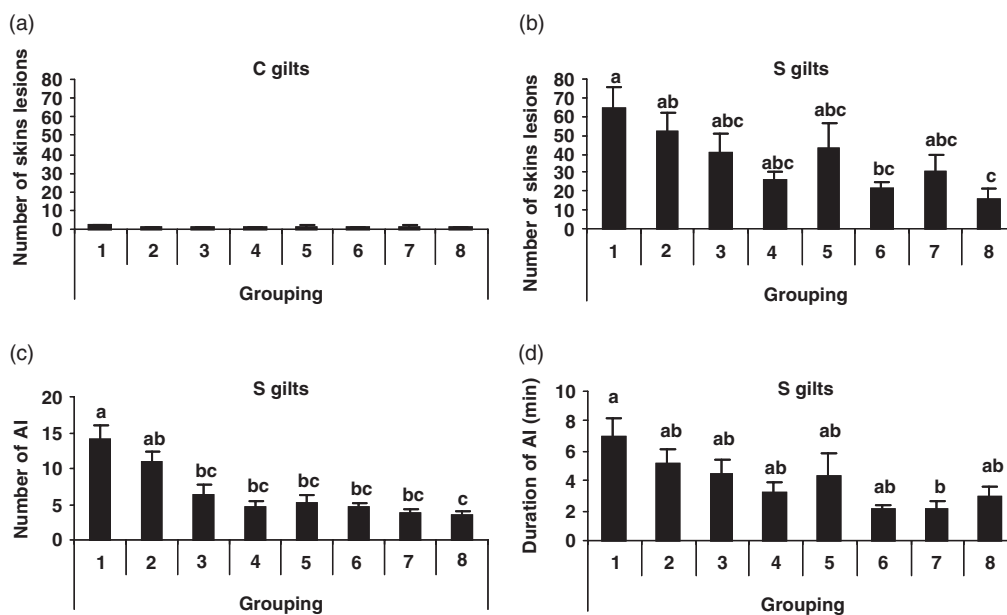 (a)
C gilts
Number of skins lesions
80
70
60
50
40
30
20
10
0
1 2 3 4 5 6 7 8
Grouping
(b)
S gilts
Number of skins lesions
80
70
60
50
40
30
20
10
0
a ab abc abc abc bc abc c
1 2 3 4 5 6 7 8
Grouping
(c)
S gilts
Number of AI
20
15
10
5
0
a ab bc bc bc bc bc c
1 2 3 4 5 6 7 8
Grouping
(d)
S gilts
Duration of AI (min)
10
8
6
4
2
0
a ab ab ab ab ab b ab
1 2 3 4 5 6 7 8
Grouping